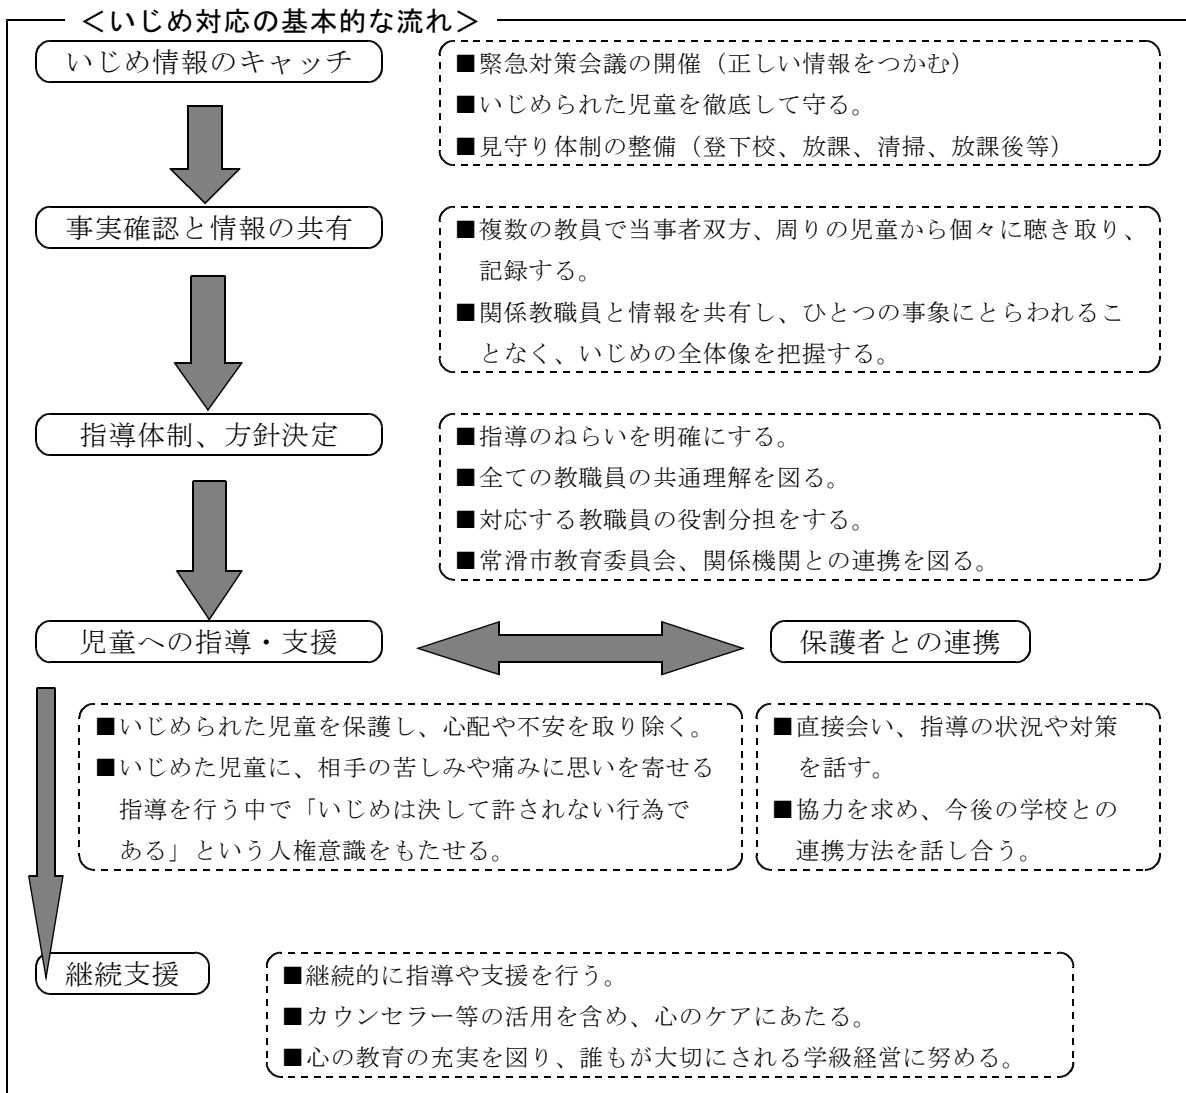 ＜いじめ対応の基本的な流れ＞
いじめ情報のキャッチ
■緊急対策会議の開催（正しい情報をつかむ）
■いじめられた児童を徹底して守る。
■見守り体制の整備（登下校、放課、清掃、放課後等）
事実確認と情報の共有
■複数の教員で当事者双方、周りの児童から個々に聴き取り、
記録する。
■関係教職員と情報を共有し、ひとつの事象にとらわれるこ
となく、いじめの全体像を把握する。
指導体制、方針決定
■指導のねらいを明確にする。
■全ての教職員の共通理解を図る。
■対応する教職員の役割分担をする。
■常滑市教育委員会、関係機関との連携を図る。
児童への指導・支援
保護者との連携
■いじめられた児童を保護し、心配や不安を取り除く。
■いじめた児童に、相手の苦しみや痛みに思いを寄せる
指導を行う中で「いじめは決して許されない行為で
ある」という人権意識をもたせる。
■直接会い、指導の状況や対策
を話す。
■協力を求め、今後の学校との
連携方法を話し合う。
継続支援
■継続的に指導や支援を行う。
■カウンセラー等の活用を含め、心のケアにあたる。
■心の教育の充実を図り、誰もが大切にされる学級経営に努める。